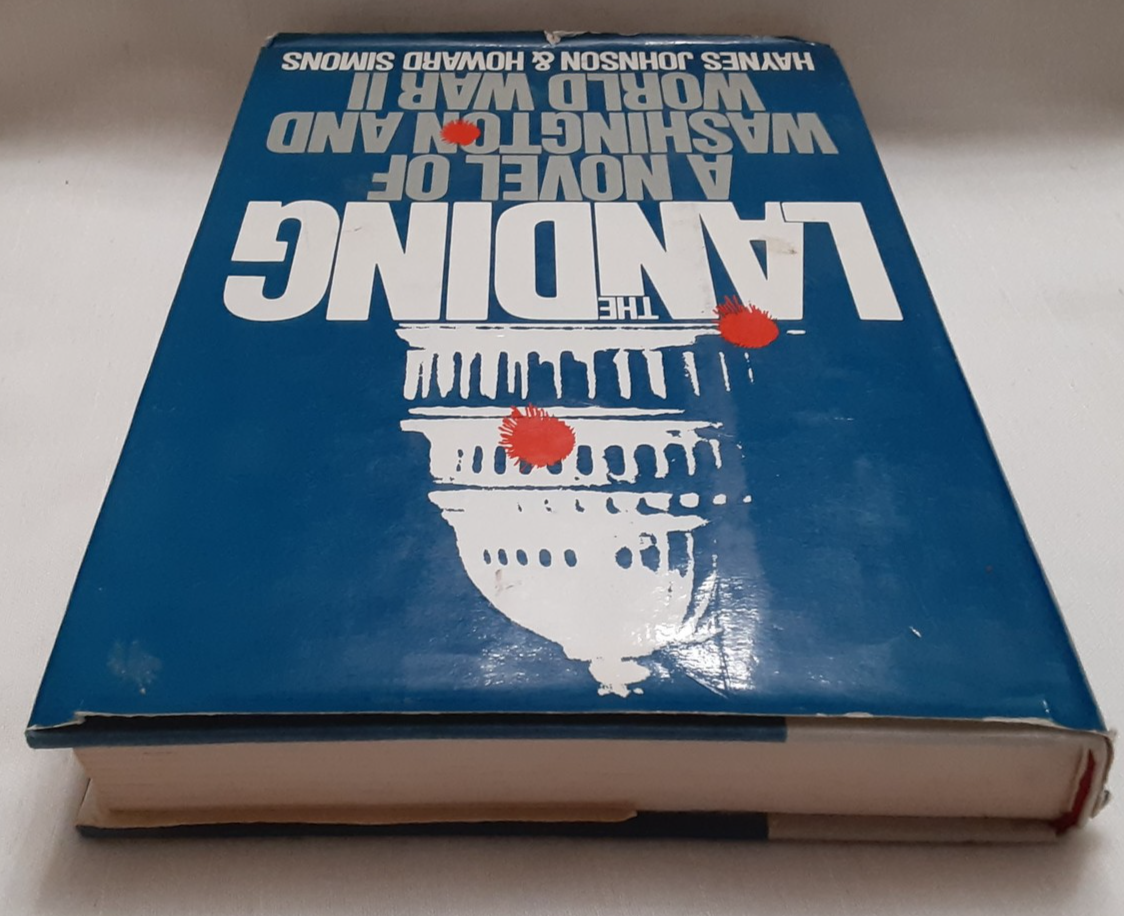 THE
LANDING
A NOVEL OF
WASHINGTON AND
WORLD WAR II
HAYNES JOHNSON & HOWARD SIMONS